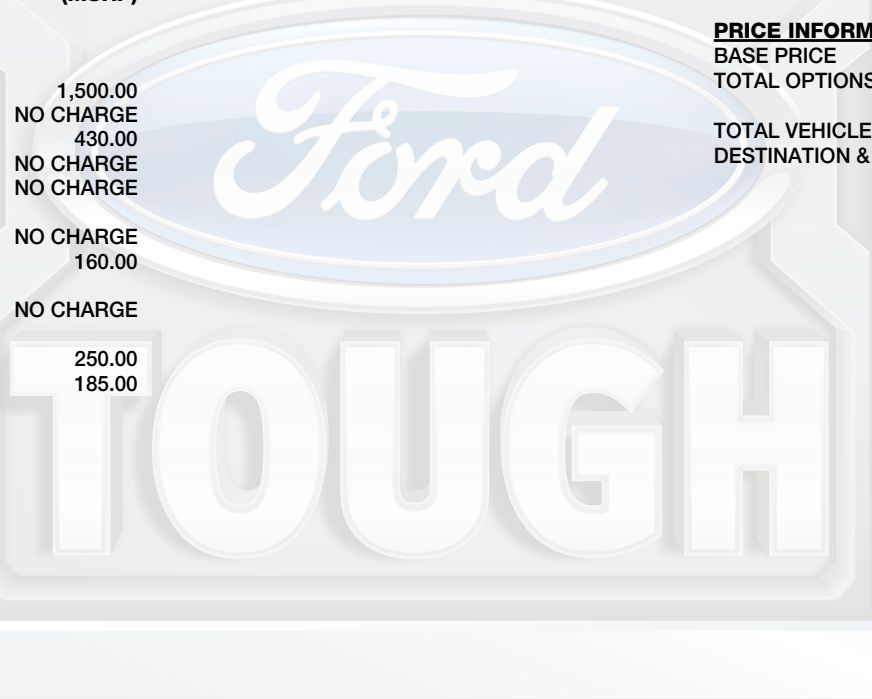 (MSRP)
1,500.00
NO CHARGE
430.00
NO CHARGE
NO CHARGE
NO CHARGE
160.00
NO CHARGE
250.00
185.00
PRICE INFORM
BASE PRICE
TOTAL OPTIONS
TOTAL VEHICLE
DESTINATION &
Ford
TOUGH